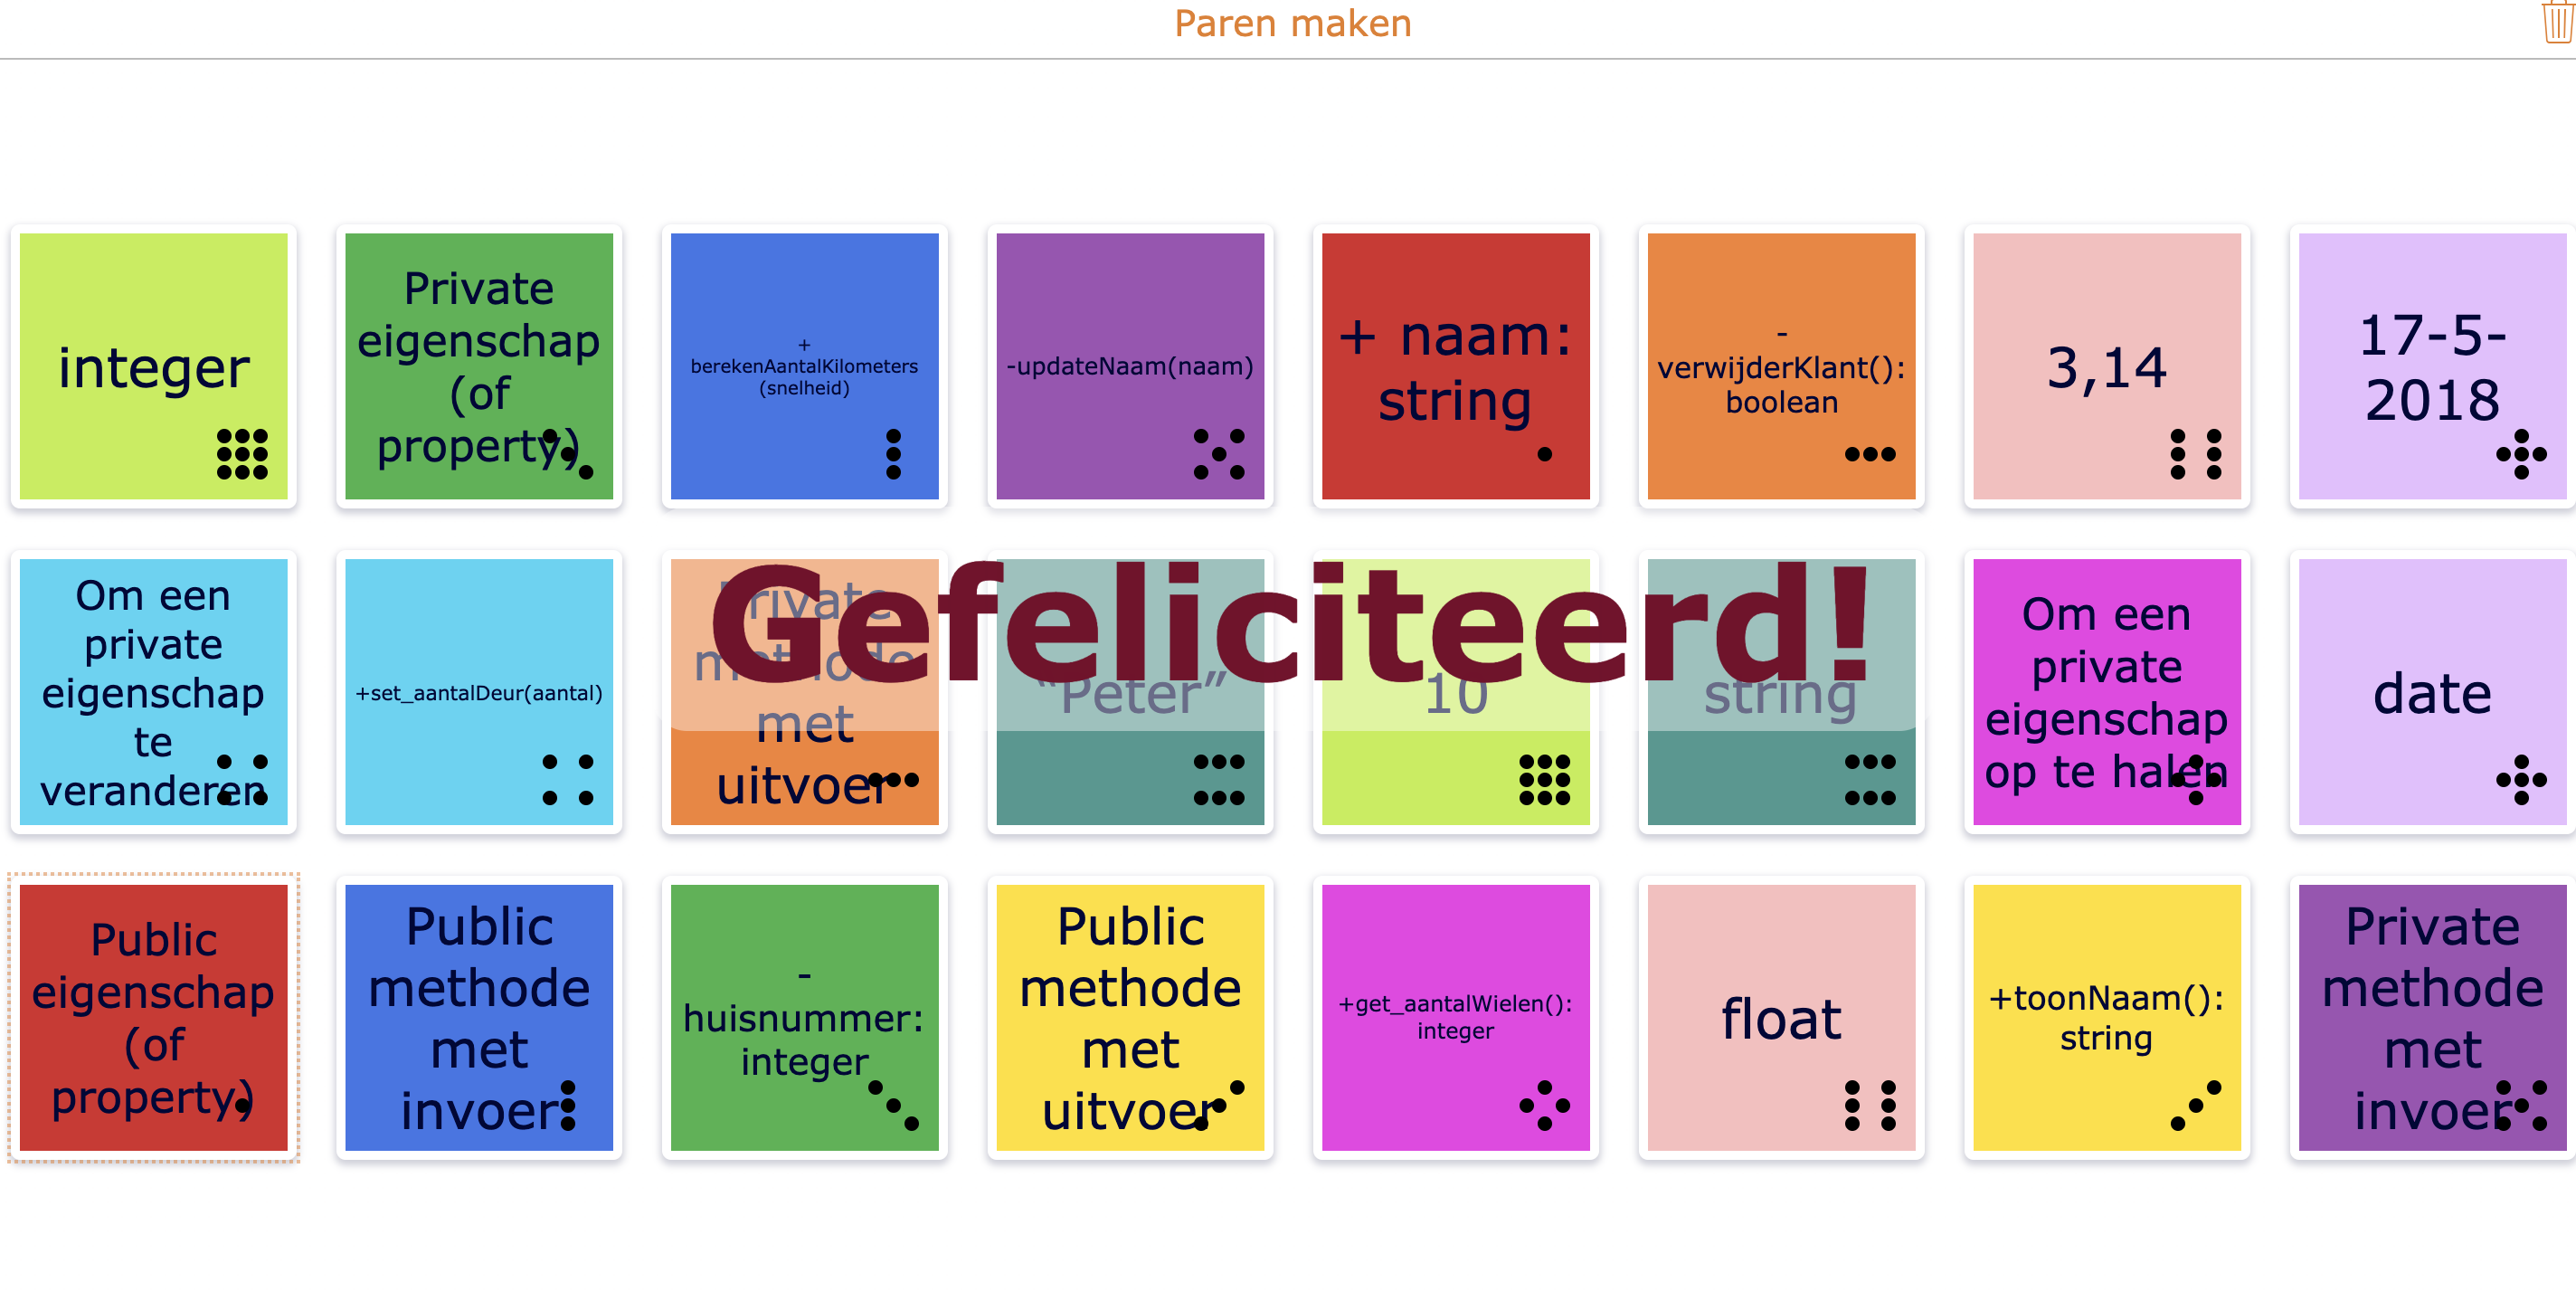 Paren maken
integer
Private
eigenschap
(of
property)
+
berekenAantalKilometers
(snelheid)
-updateNaam(naam)
+ naam:
string
-
verwijderKlant():
boolean
3,14
17-5-
2018
Om een
private
eigenschap
te
veranderen
+set_aantalDeur(aantal)
Private
methode
met
uitvoer
Gefeliciteerd!
“Peter”
10
string
Om een
private
eigenschap
op te halen
date
Public
eigenschap
(of
property)
Public
methode
met
invoer
-
huisnummer:
integer
Public
methode
met
uitvoer
+get_aantalWielen():
integer
float
+toonNaam():
string
Private
methode
met
invoer